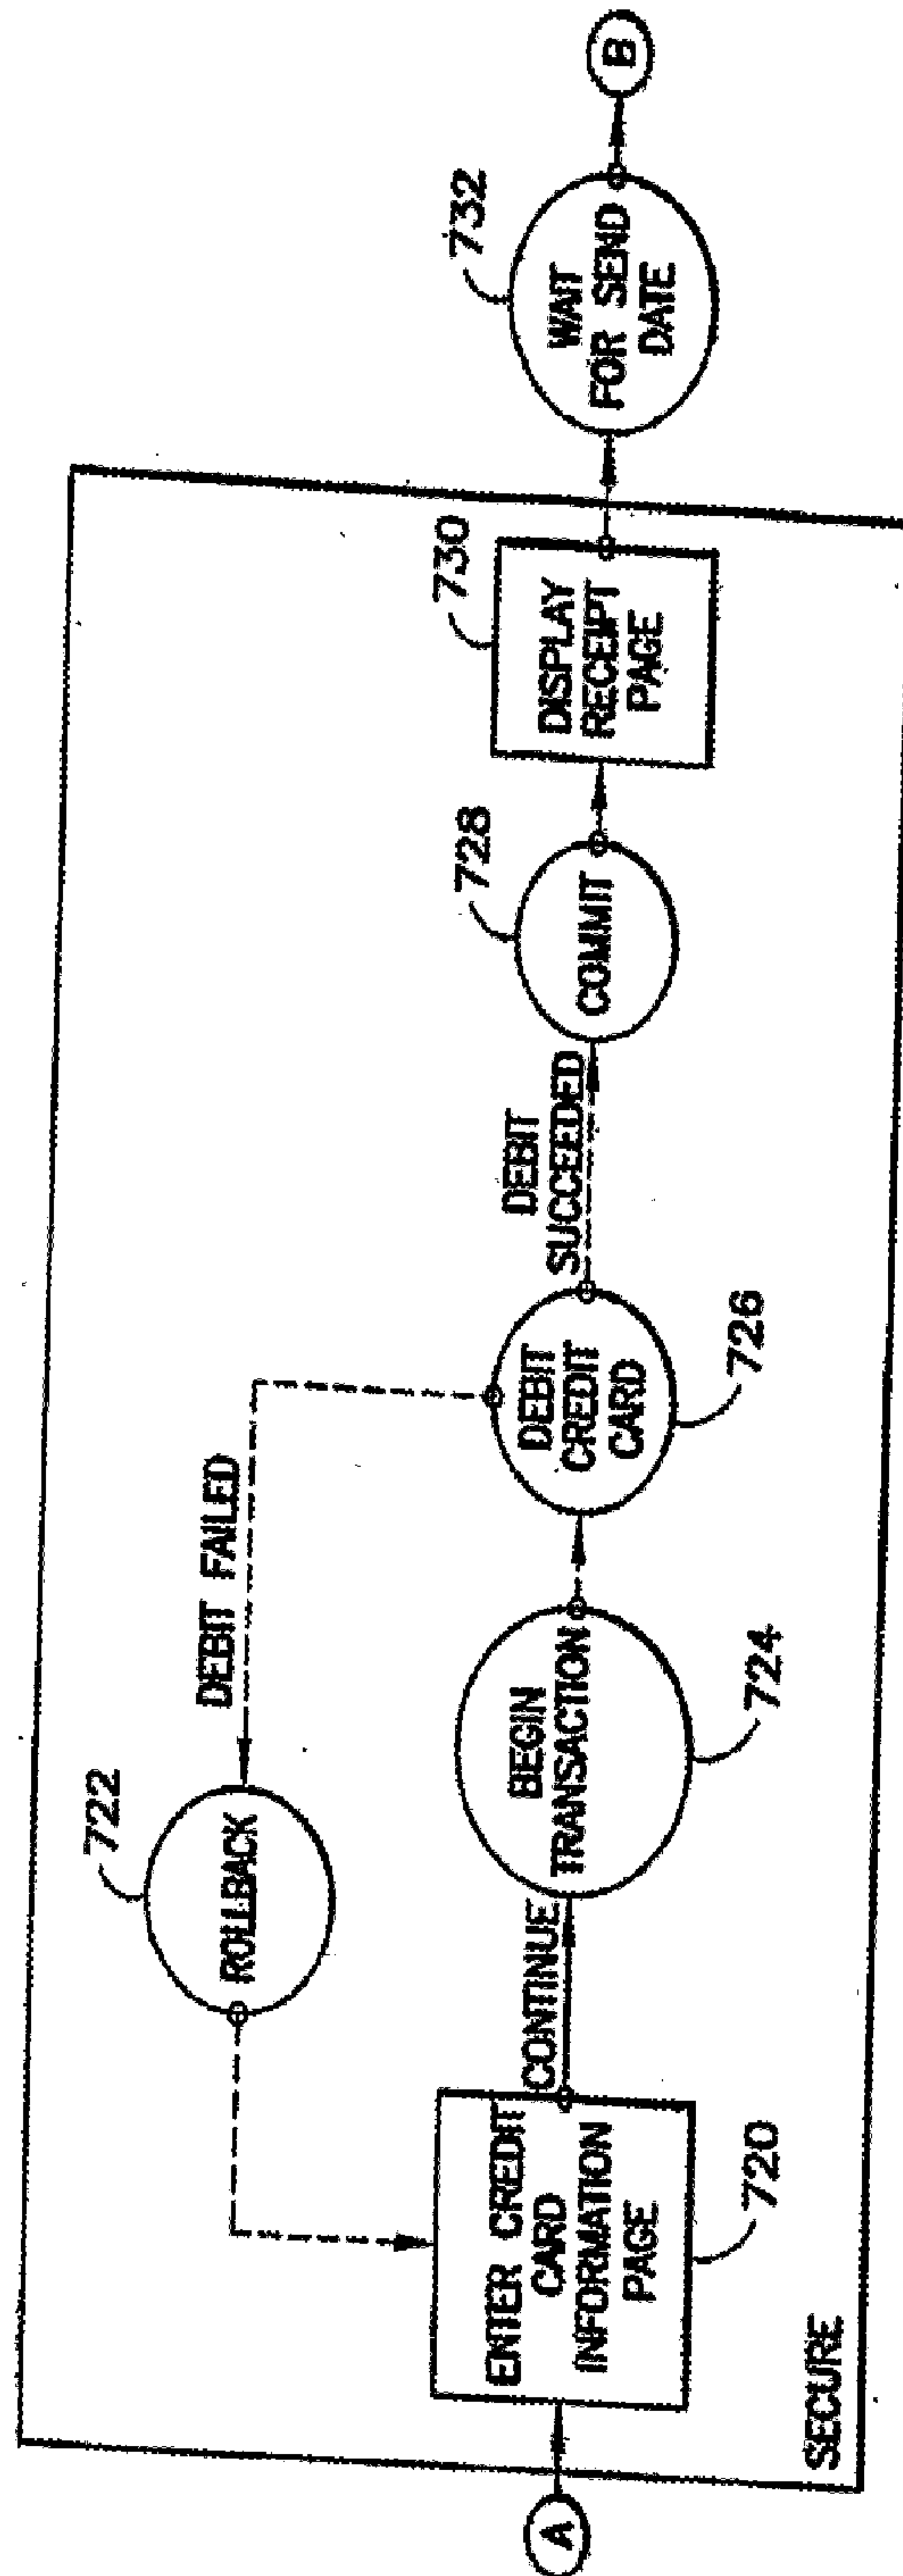 A
ENTER CREDIT
CARD
INFORMATION
PAGE
720
SECURE
CONTINUE
ROLLBACK
722
BEGIN
TRANSACTION
724
DEBIT FAILED
DEBIT
CREDIT
CARD
726
DEBIT
SUCCEEDED
COMMIT
728
DISPLAY
RECEIPT
PAGE
730
WAIT
FOR SEND
DATE
732
B